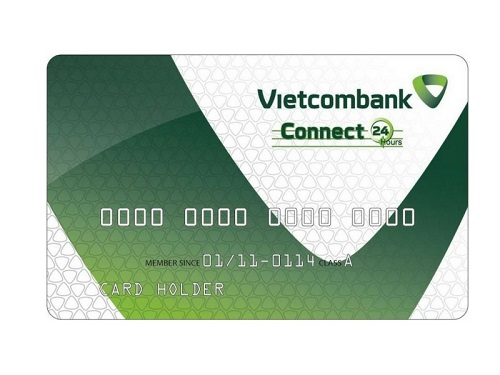 Vietcombank
Connect 24
Hours
0000 0000 0000 0000
MEMBER SINCE 01/11-0114 CLASS A
CARD HOLDER